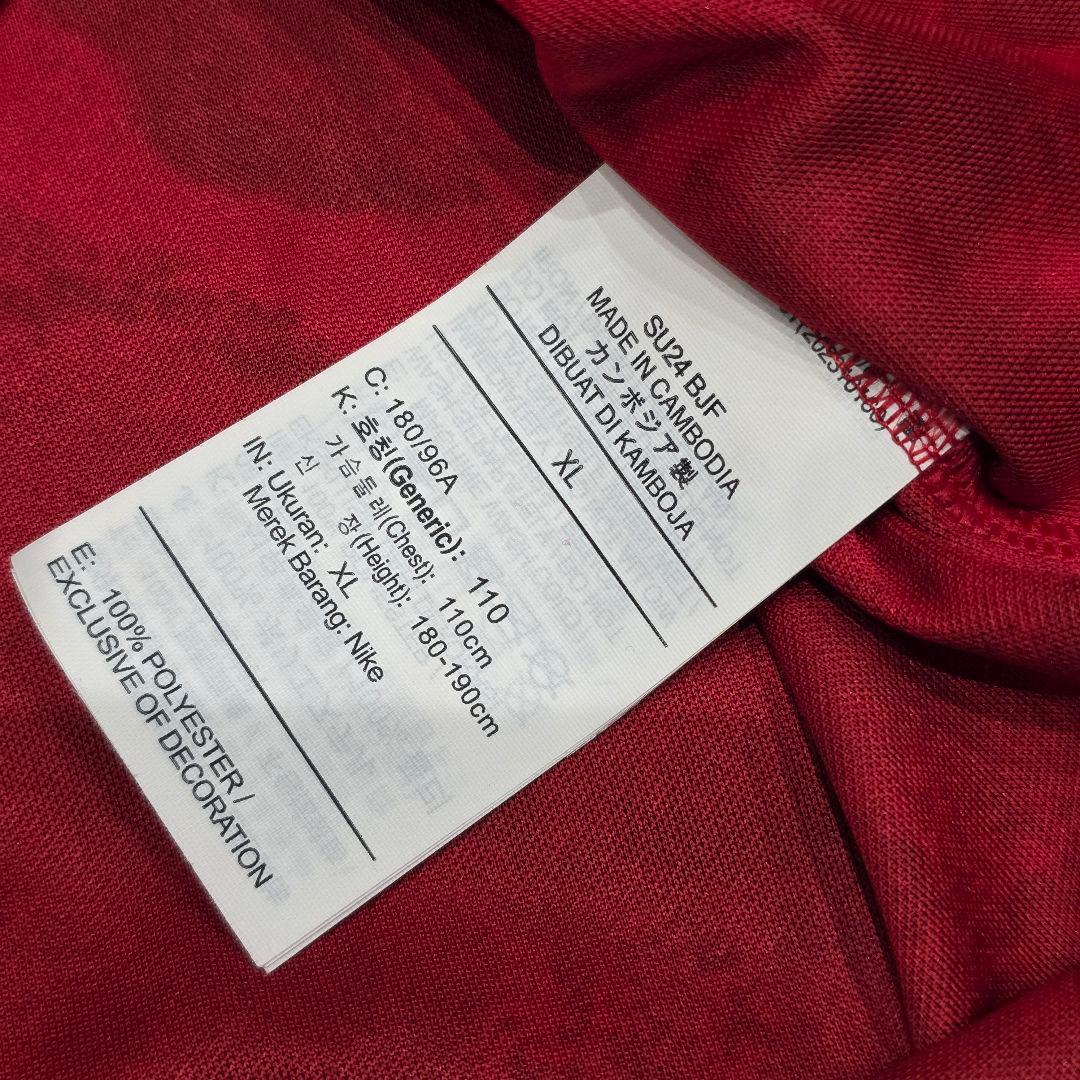 SU24 BJF
MADE IN CAMBODIA
カンボジア製
DIBUAT DI KAMBOJA
XL
C: 180/96A
K: 호칭(Generic): 110
가슴둘레(Chest): 110cm
신 장(Height): 180-190cm
IN: Ukuran: XL
Merek Barang: Nike
E: 100% POLYESTER /
EXCLUSIVE OF DECORATION